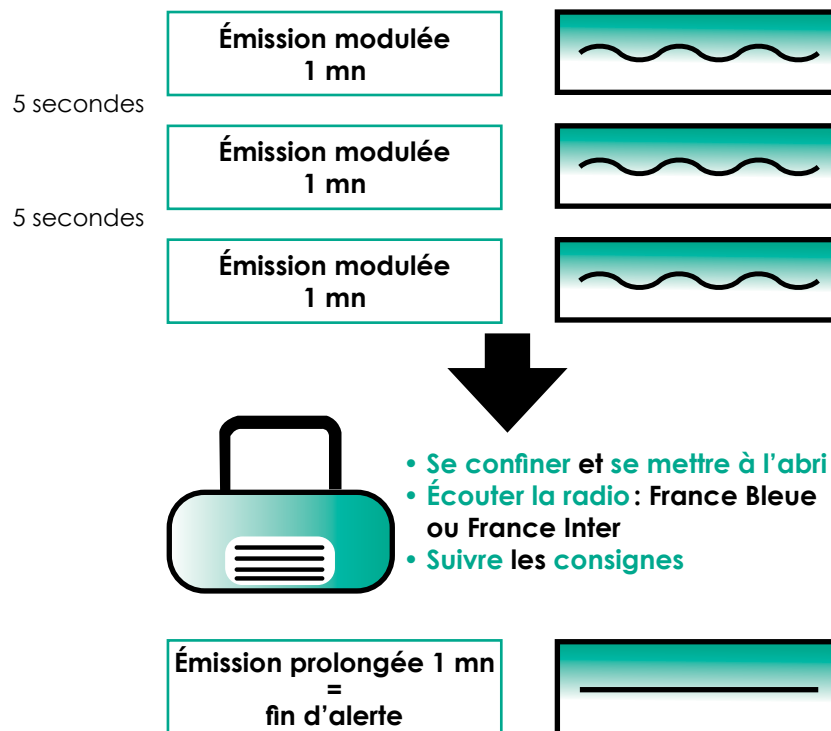 Émission modulée
1 mn
5 secondes
Émission modulée
1 mn
5 secondes
Émission modulée
1 mn
• Se confiner et se mettre à l’abri
• Écouter la radio : France Bleue
ou France Inter
• Suivre les consignes
Émission prolongée 1 mn
=
fin d’alerte